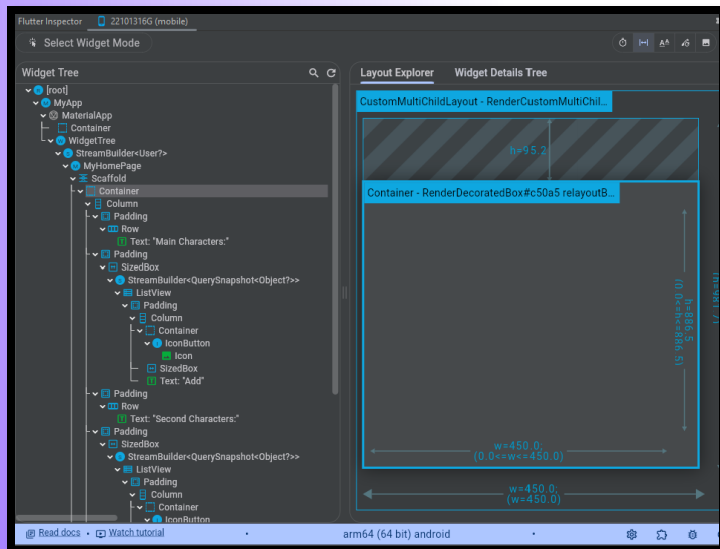 Flutter Inspector
22101316G (mobile)
Select Widget Mode
Widget Tree
[root]
MyApp
MaterialApp
Container
WidgetTree
StreamBuilder<User?>
MyHomePage
Scaffold
Container
Column
Padding
Row
Text: "Main Characters:"
Padding
SizedBox
StreamBuilder<QuerySnapshot<Object?>>
ListView
Padding
Column
Container
IconButton
Icon
SizedBox
Text: "Add"
Padding
Row
Text: "Second Characters:"
Padding
SizedBox
StreamBuilder<QuerySnapshot<Object?>>
ListView
Padding
Column
Container
IconButton
Layout Explorer Widget Details Tree
CustomMultiChildLayout - RenderCustomMultiChil...
h=95.2
Container - RenderDecoratedBox#c50a5 relayoutB...
h=886.5
(0.0<=h<=886.5)
w=450.0;
(0.0<=w<=450.0)
w=450.0;
(w=450.0)
Read docs • Watch tutorial • arm64 (64 bit) android •